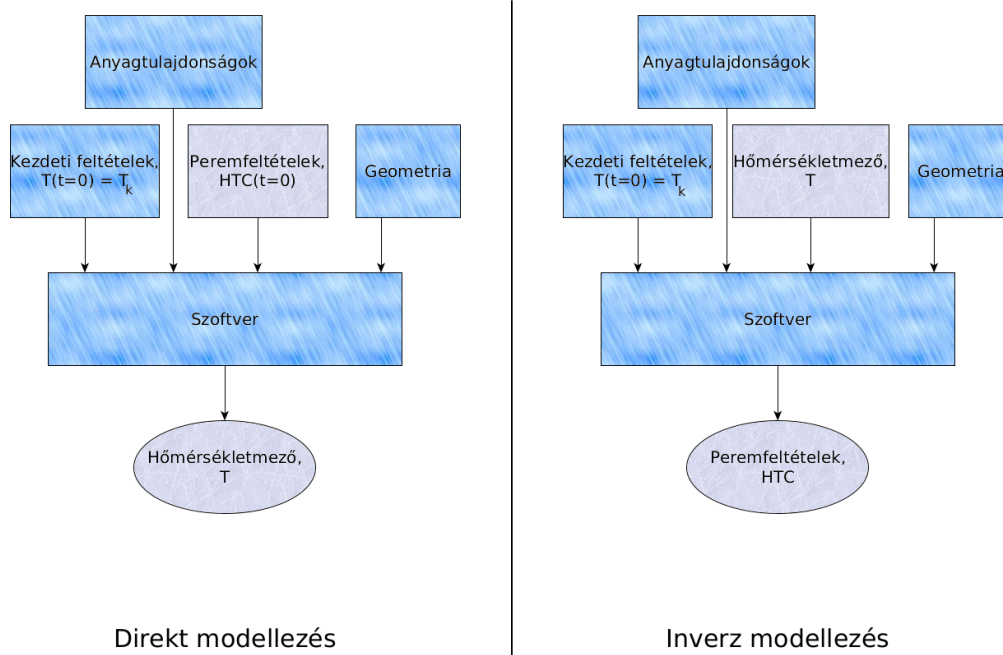 Anyagtulajdonságok
Kezdeti feltételek,
T(t=0) = Tk
Peremfeltételek,
HTC(t=0)
Geometria
Szoftver
Hőmérsékletmező,
T
Direkt modellezés
Anyagtulajdonságok
Kezdeti feltételek,
T(t=0) = Tk
Hőmérsékletmező,
T
Geometria
Szoftver
Peremfeltételek,
HTC
Inverz modellezés